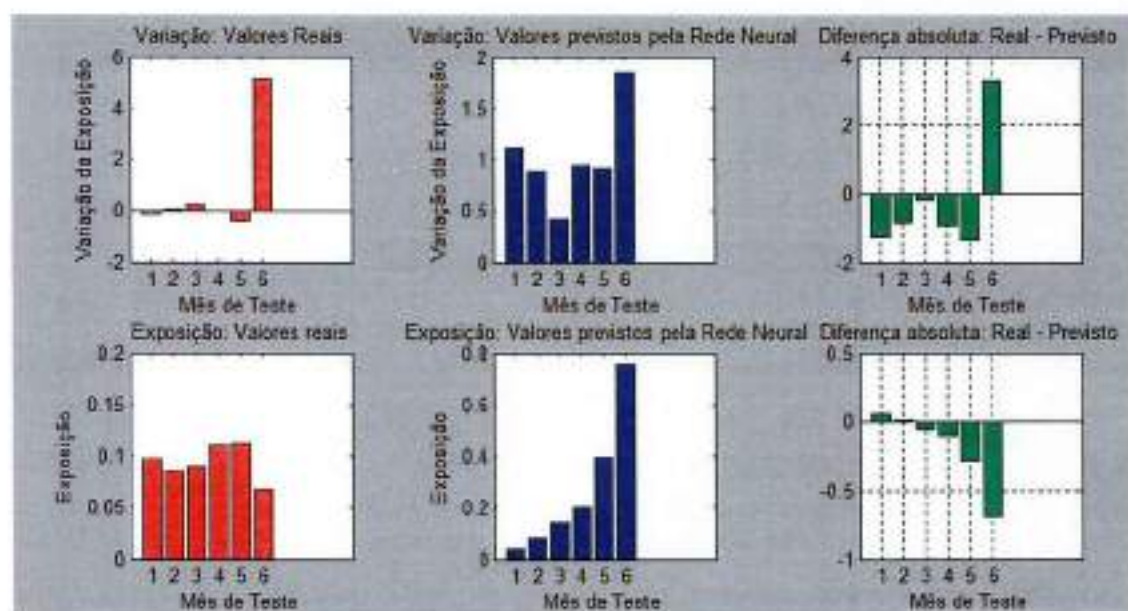 Variação: Valores Reais
Variação da Exposição
6
4
2
0
-2
1 2 3 4 5 6
Mês de Teste
Variação: Valores previstos pela Rede Neural
Variação da Exposição
2
1.5
1
0.5
0
1 2 3 4 5 6
Mês de Teste
Diferença absoluta: Real - Previsto
4
2
0
-2
1 2 3 4 5 6
Mês de Teste
Exposição: Valores reais
Exposição
0.2
0.15
0.1
0.05
0
1 2 3 4 5 6
Mês de Teste
Exposição: Valores previstos pela Rede Neural
Exposição
0.8
0.6
0.4
0.2
0
1 2 3 4 5 6
Mês de Teste
Diferença absoluta: Real - Previsto
0.5
0
-0.5
-1
1 2 3 4 5 6
Mês de Teste